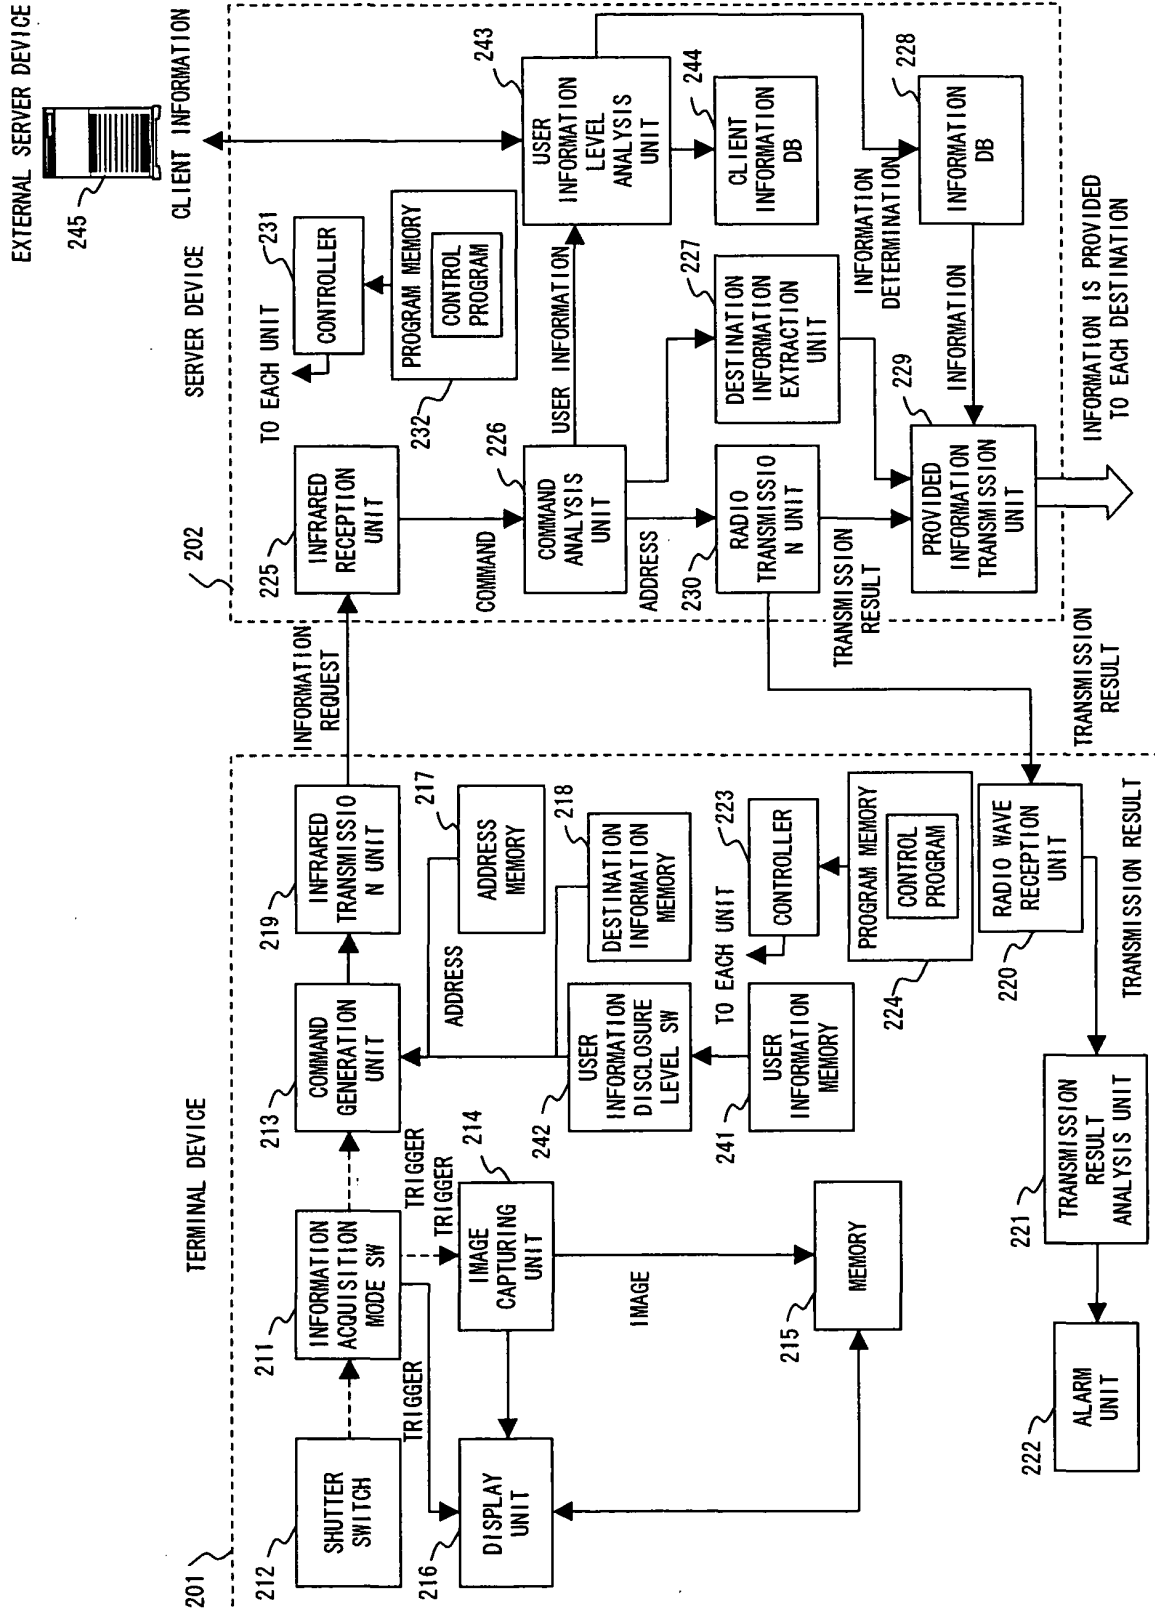 EXTERNAL SERVER DEVICE
245
CLIENT INFORMATION
SERVER DEVICE
202
225
INFRARED
RECEPTION
UNIT
TO EACH UNIT
231
CONTROLLER
PROGRAM MEMORY
CONTROL
PROGRAM
232
COMMAND
226
COMMAND
ANALYSIS
UNIT
USER INFORMATION
243
USER
INFORMATION
LEVEL
ANALYSIS
UNIT
244
CLIENT
INFORMATION
DB
ADDRESS
230
RADIO
TRANSMISSIO
N UNIT
227
DESTINATION
INFORMATION
EXTRACTION
UNIT
INFORMATION
DETERMINATION
228
INFORMATION
DB
TRANSMISSION
RESULT
229
PROVIDED
INFORMATION
TRANSMISSION
UNIT
INFORMATION
INFORMATION IS PROVIDED
TO EACH DESTINATION
TERMINAL DEVICE
201
212
SHUTTER
SWITCH
211
INFORMATION
ACQUISITION
MODE SW
TRIGGER
TRIGGER
TRIGGER
213
COMMAND
GENERATION
UNIT
219
INFRARED
TRANSMISSIO
N UNIT
INFORMATION
REQUEST
216
DISPLAY
UNIT
214
IMAGE
CAPTURING
UNIT
IMAGE
215
MEMORY
ADDRESS
217
ADDRESS
MEMORY
218
DESTINATION
INFORMATION
MEMORY
242
USER
INFORMATION
DISCLOSURE
LEVEL SW
241
USER
INFORMATION
MEMORY
TO EACH UNIT
223
CONTROLLER
PROGRAM MEMORY
CONTROL
PROGRAM
224
220
RADIO WAVE
RECEPTION
UNIT
TRANSMISSION
RESULT
TRANSMISSION RESULT
221
TRANSMISSION
RESULT
ANALYSIS UNIT
222
ALARM
UNIT